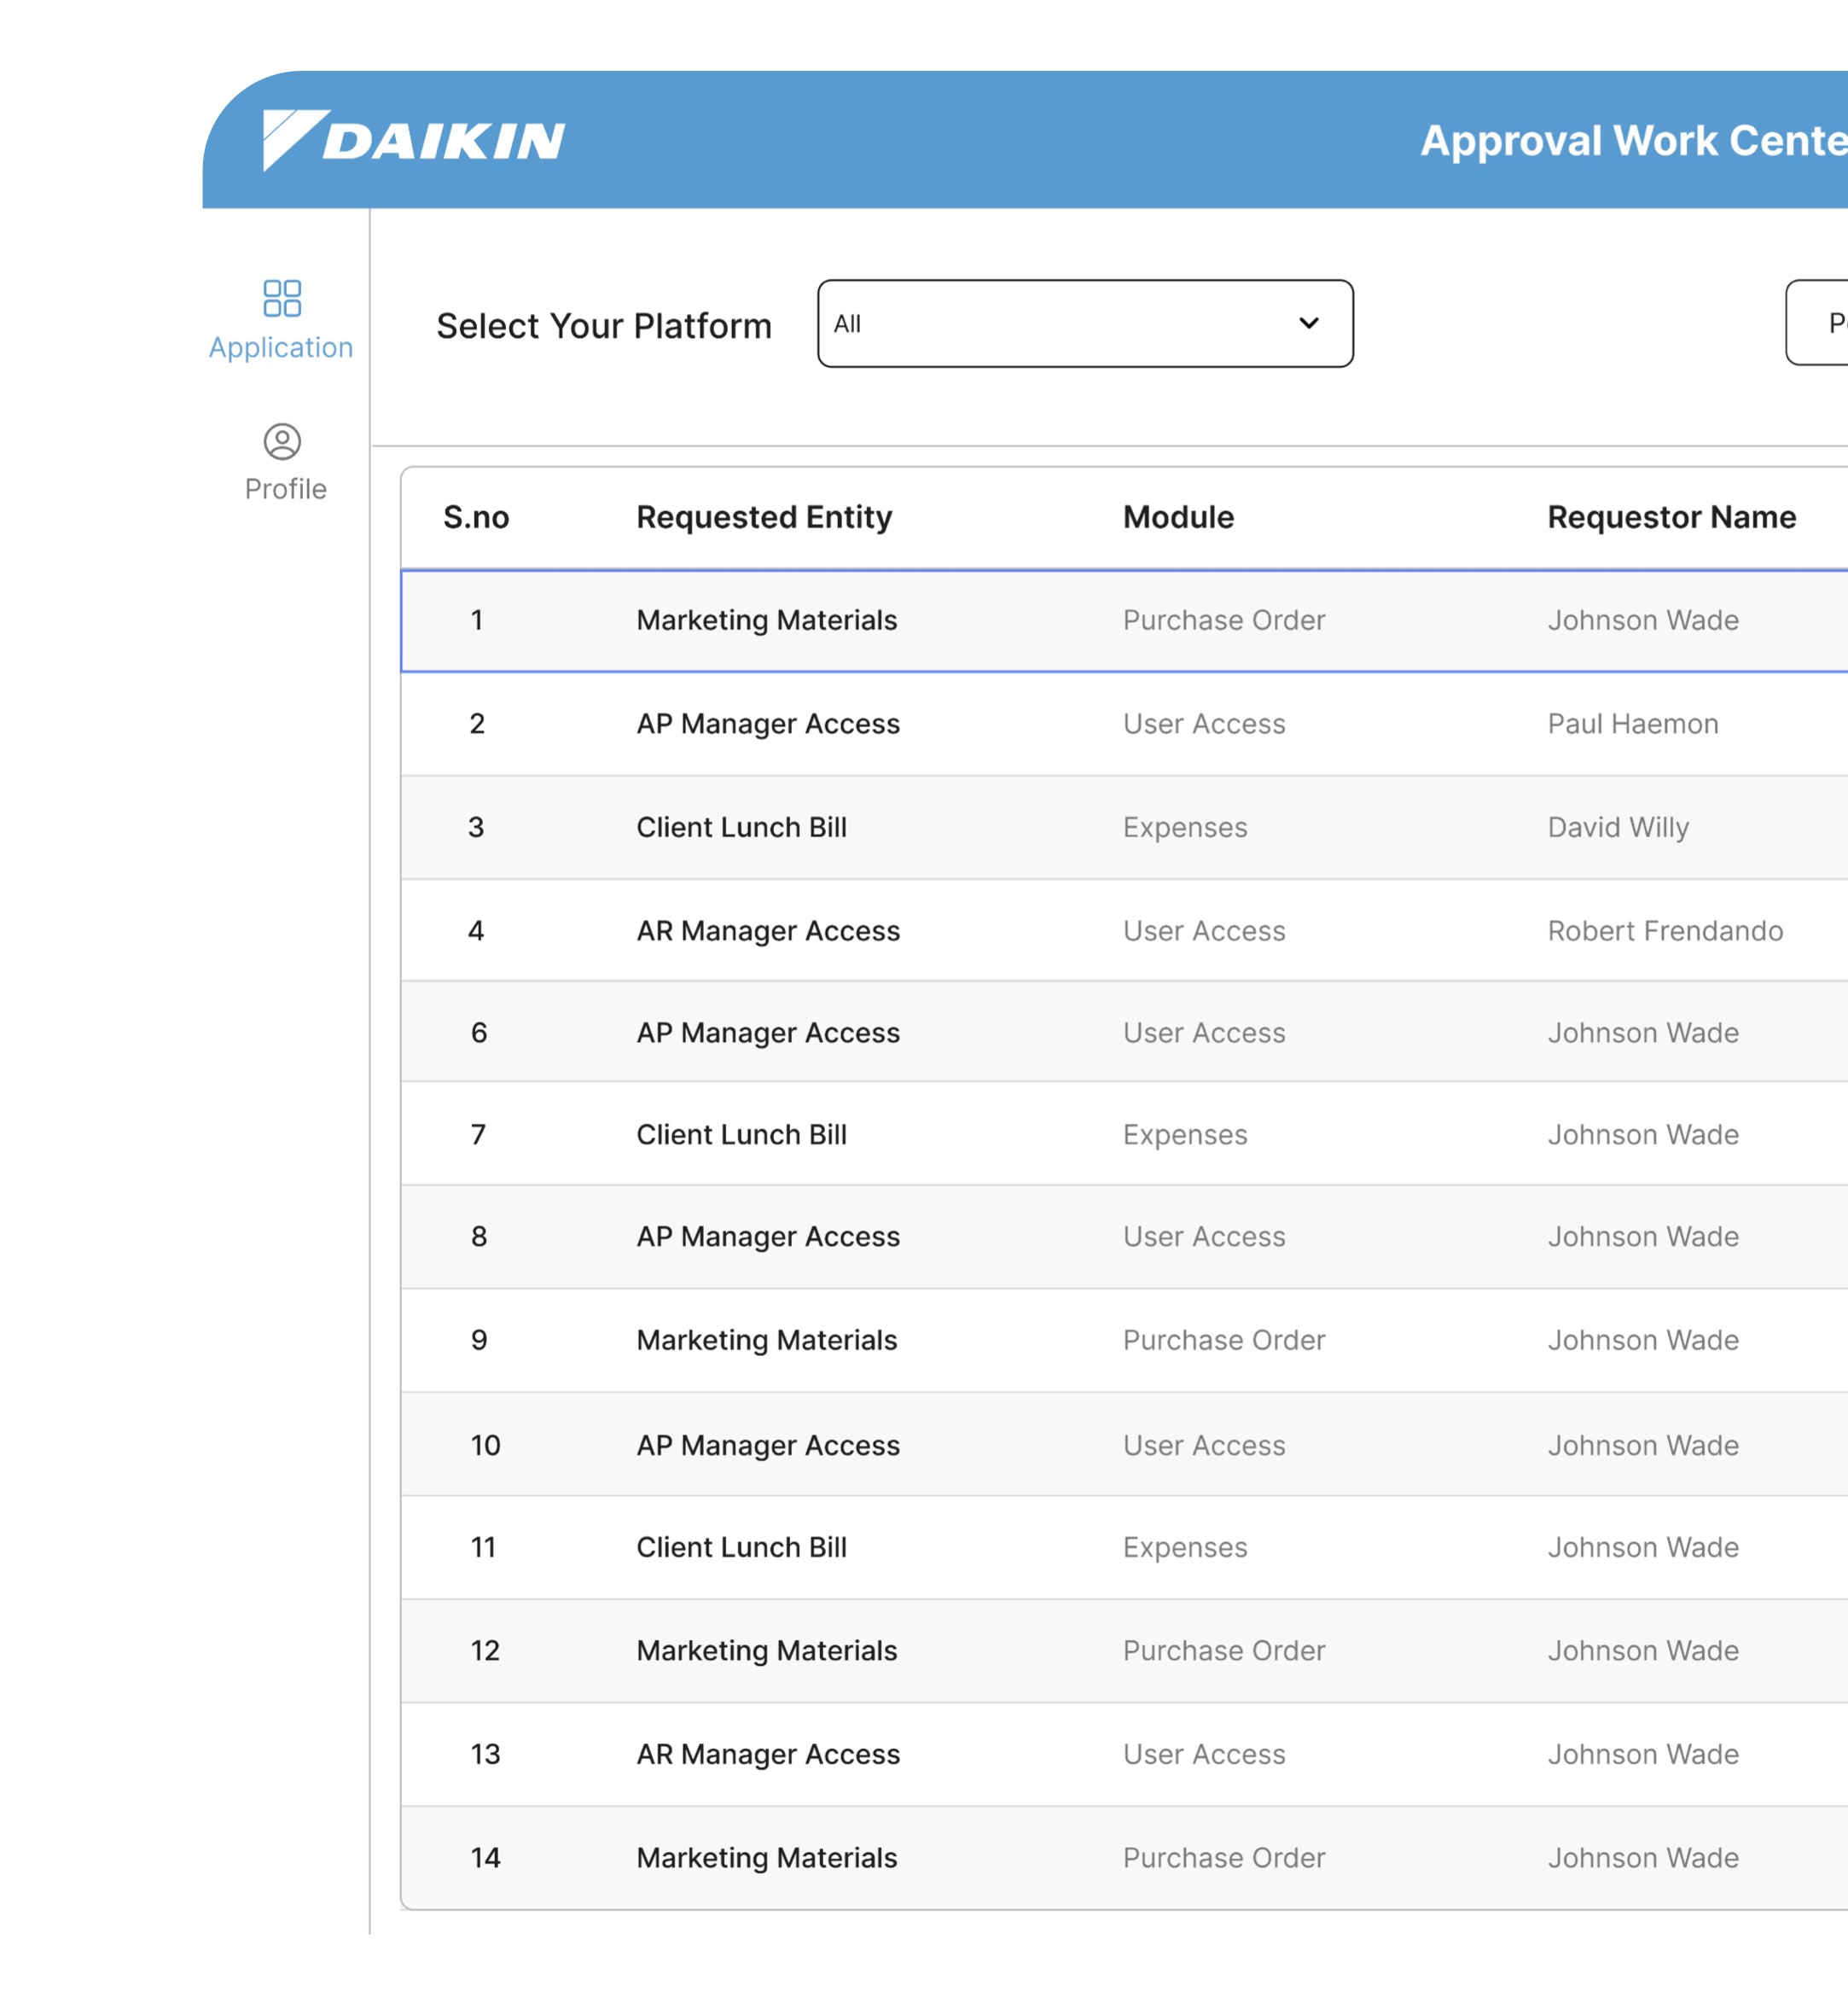 DAIKIN
Approval Work Cente
Application
Profile
Select Your Platform All
S.no Requested Entity Module Requestor Name
1 Marketing Materials Purchase Order Johnson Wade
2 AP Manager Access User Access Paul Haemon
3 Client Lunch Bill Expenses David Willy
4 AR Manager Access User Access Robert Frendando
6 AP Manager Access User Access Johnson Wade
7 Client Lunch Bill Expenses Johnson Wade
8 AP Manager Access User Access Johnson Wade
9 Marketing Materials Purchase Order Johnson Wade
10 AP Manager Access User Access Johnson Wade
11 Client Lunch Bill Expenses Johnson Wade
12 Marketing Materials Purchase Order Johnson Wade
13 AR Manager Access User Access Johnson Wade
14 Marketing Materials Purchase Order Johnson Wade